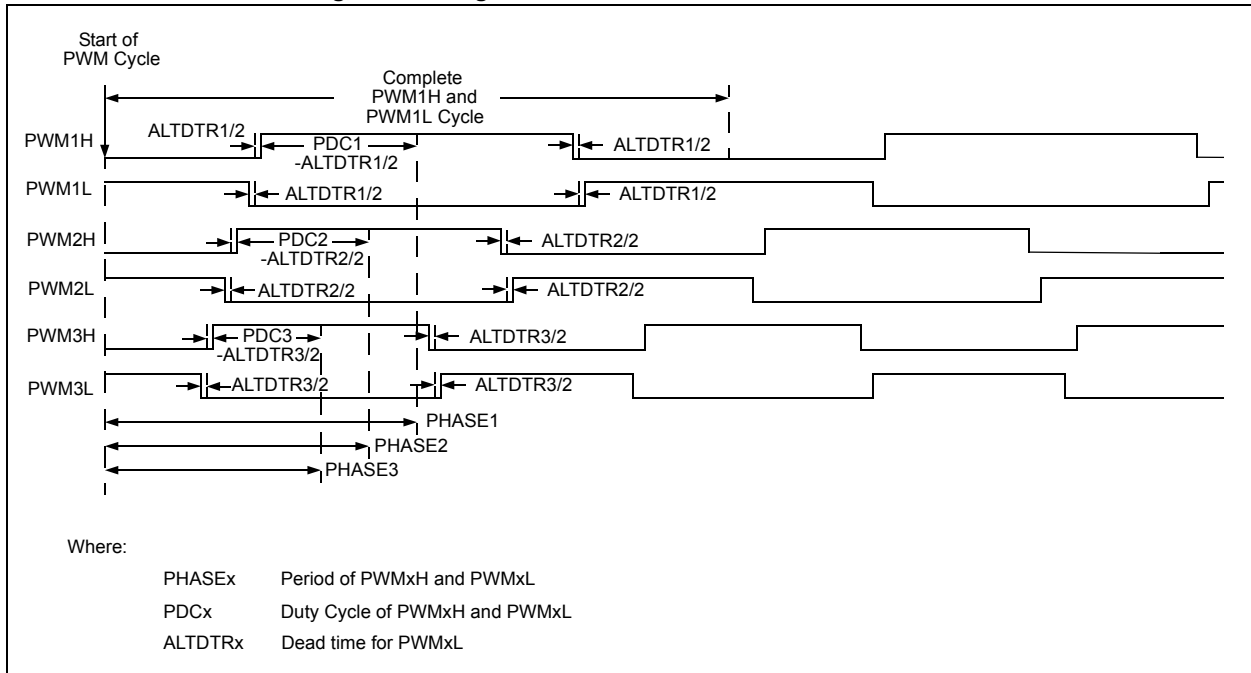 Start of
PWM Cycle
Complete
PWM1H and
PWM1L Cycle
PWM1H
ALTDTR1/2
PDC1
-ALTDTR1/2
ALTDTR1/2
PWM1L
ALTDTR1/2
ALTDTR1/2
PWM2H
PDC2
-ALTDTR2/2
ALTDTR2/2
PWM2L
ALTDTR2/2
ALTDTR2/2
PWM3H
PDC3
-ALTDTR3/2
ALTDTR3/2
PWM3L
ALTDTR3/2
ALTDTR3/2
PHASE1
PHASE2
PHASE3
Where:
PHASEx Period of PWMxH and PWMxL
PDCx Duty Cycle of PWMxH and PWMxL
ALTDTRx Dead time for PWMxL